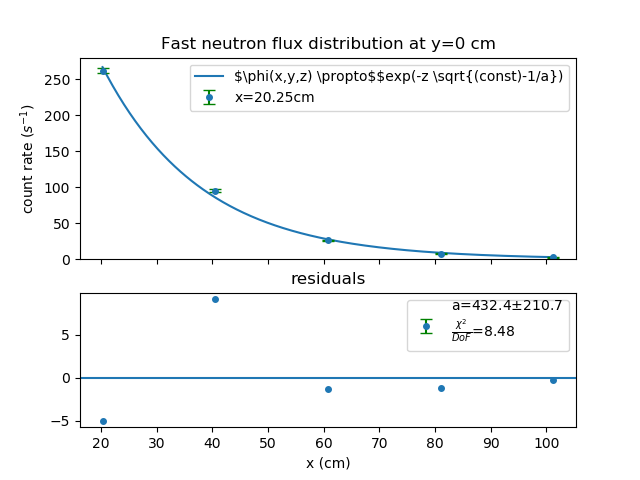 Fast neutron flux distribution at y=0 cm
$\phi(x,y,z) \propto$$exp(-z \sqrt{(const)-1/a})
x=20.25cm
250
200
150
100
50
0
count rate (s⁻¹)
residuals
a=432.4±210.7
χ²/DoF=8.48
5
0
−5
20 30 40 50 60 70 80 90 100
x (cm)